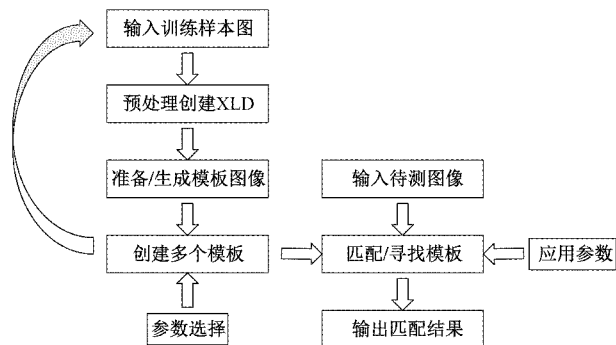 输入训练样本图
预处理创建XLD
准备/生成模板图像
输入待测图像
创建多个模板
匹配/寻找模板
应用参数
参数选择
输出匹配结果